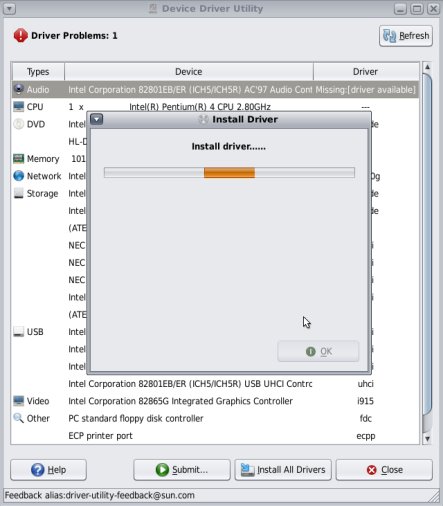 Device Driver Utility
Driver Problems: 1
Refresh
Types Device Driver
Audio Intel Corporation 82801EB/ER (ICH5/ICH5R) AC'97 Audio Cont Missing:[driver available]
CPU 1 x Intel(R) Pentium(R) 4 CPU 2.80GHz ---
Install Driver
DVD Intel de
HL-D
Install driver......
Memory 101
Network Intel 0g
Storage Intel de
Intel de
(ATE
NEC i
NEC i
NEC i
Intel
(ATE
USB Intel i
Intel i
OK
Intel i
Intel Corporation 82801EB/ER (ICH5/ICH5R) USB UHCI Contrc uhci
Video Intel Corporation 82865G Integrated Graphics Controller i915
Other PC standard floppy disk controller fdc
ECP printer port ecpp
Help Submit... Install All Drivers Close
Feedback alias:driver-utility-feedback@sun.com